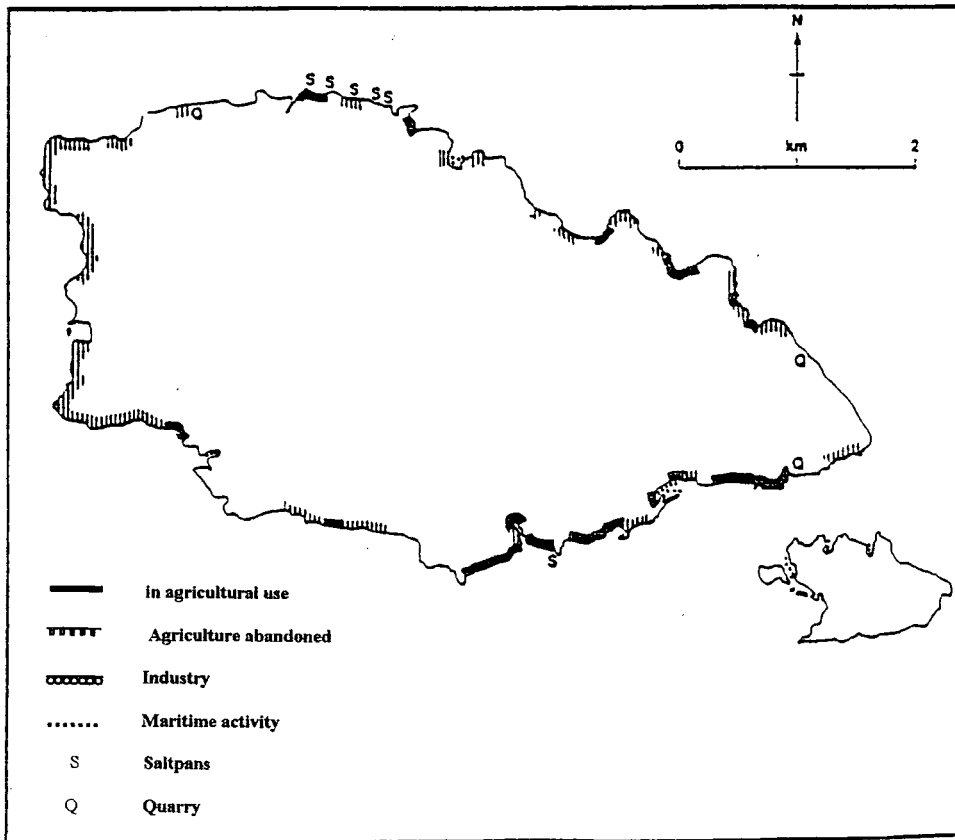 N
S S S S S
Q
0 km 2
Q
Q
S
in agricultural use
Agriculture abandoned
Industry
Maritime activity
S Saltpans
Q Quarry